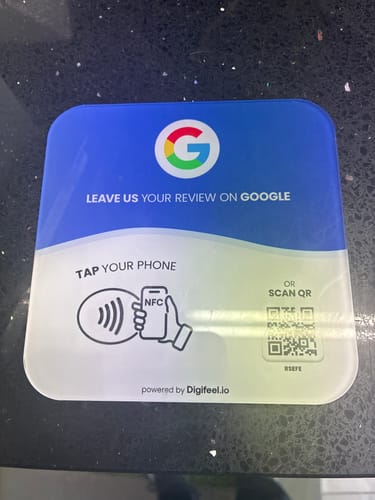 LEAVE US YOUR REVIEW ON GOOGLE
TAP YOUR PHONE
NFC
OR
SCAN QR
RSEFE
powered by Digifeel.io